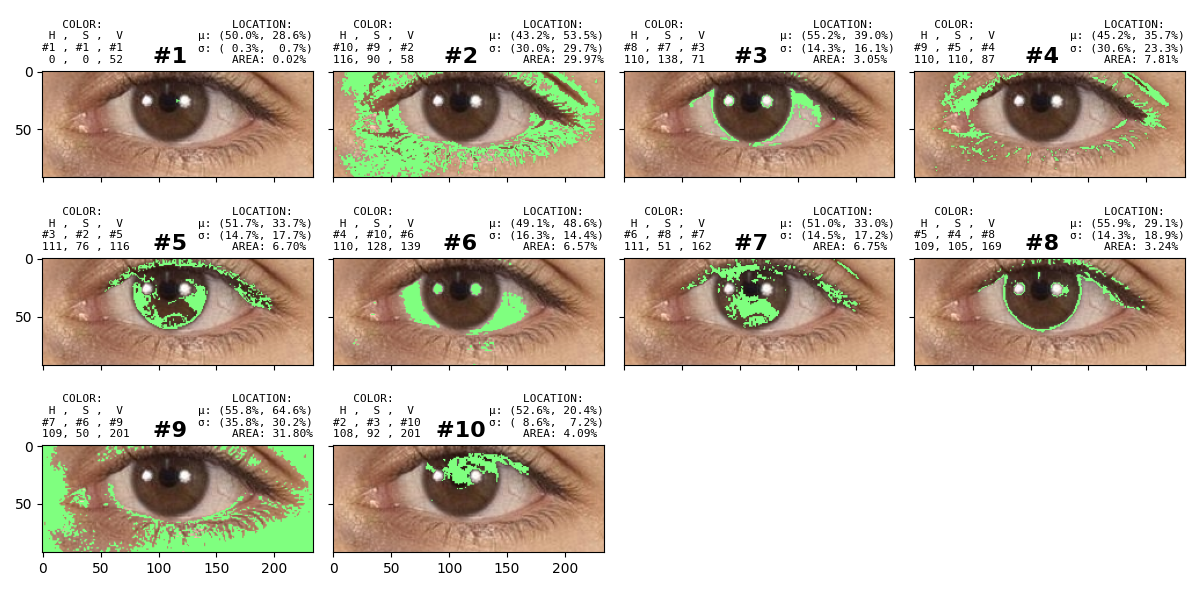 COLOR: LOCATION:
H , S , V μ: (50.0%, 28.6%)
#1 , #1 , #1 σ: ( 0.3%, 0.7%)
0 , 0 , 52 #1 AREA: 0.02%
COLOR: LOCATION:
H , S , V μ: (43.2%, 53.5%)
#10, #9 , #2 σ: (30.0%, 29.7%)
116, 90 , 58 #2 AREA: 29.97%
COLOR: LOCATION:
H , S , V μ: (55.2%, 39.0%)
#8 , #7 , #3 σ: (14.3%, 16.1%)
110, 138, 71 #3 AREA: 3.05%
COLOR: LOCATION:
H , S , V μ: (45.2%, 35.7%)
#9 , #5 , #4 σ: (30.6%, 23.3%)
110, 110, 87 #4 AREA: 7.81%
0
50
COLOR: LOCATION:
H , S , V μ: (51.7%, 33.7%)
#3 , #2 , #5 σ: (14.7%, 17.7%)
111, 76 , 116 #5 AREA: 6.70%
COLOR: LOCATION:
H , S , V μ: (49.1%, 48.6%)
#4 , #10, #6 σ: (16.3%, 14.4%)
110, 128, 139 #6 AREA: 6.57%
COLOR: LOCATION:
H , S , V μ: (51.0%, 33.0%)
#6 , #8 , #7 σ: (14.5%, 17.2%)
111, 51 , 162 #7 AREA: 6.75%
COLOR: LOCATION:
H , S , V μ: (55.9%, 29.1%)
#5 , #4 , #8 σ: (14.3%, 18.9%)
109, 105, 169 #8 AREA: 3.24%
0
50
COLOR: LOCATION:
H , S , V μ: (55.8%, 64.6%)
#7 , #6 , #9 σ: (35.8%, 30.2%)
109, 50 , 201 #9 AREA: 31.80%
COLOR: LOCATION:
H , S , V μ: (52.6%, 20.4%)
#2 , #3 , #10 σ: ( 8.6%, 7.2%)
108, 92 , 201 #10 AREA: 4.09%
0
50
0 50 100 150 200
0 50 100 150 200